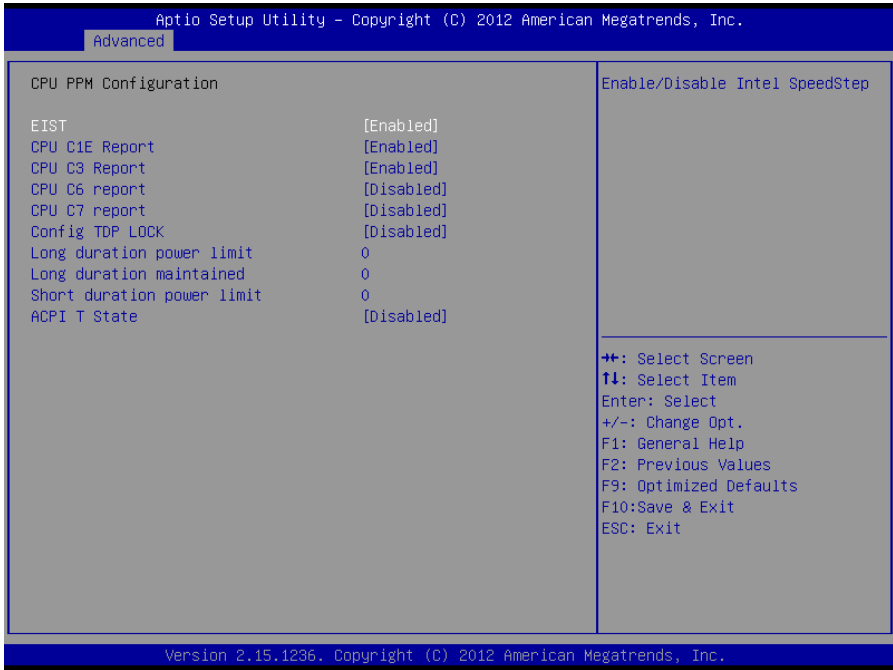 Aptio Setup Utility – Copyright (C) 2012 American Megatrends, Inc.
Advanced
CPU PPM Configuration
EIST [Enabled]
CPU C1E Report [Enabled]
CPU C3 Report [Enabled]
CPU C6 report [Disabled]
CPU C7 report [Disabled]
Config TDP LOCK [Disabled]
Long duration power limit 0
Long duration maintained 0
Short duration power limit 0
ACPI T State [Disabled]
Enable/Disable Intel SpeedStep
→←: Select Screen
↑↓: Select Item
Enter: Select
+/-: Change Opt.
F1: General Help
F2: Previous Values
F9: Optimized Defaults
F10:Save & Exit
ESC: Exit
Version 2.15.1236. Copyright (C) 2012 American Megatrends, Inc.